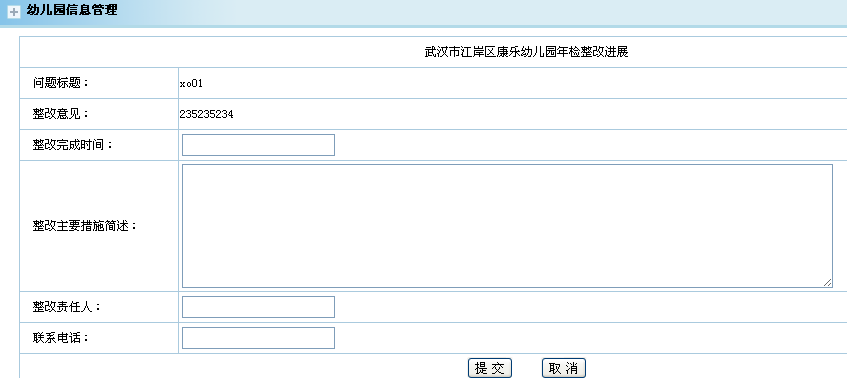 幼儿园信息管理
武汉市江岸区康乐幼儿园年检整改进展
问题标题： xo01
整改意见： 235235234
整改完成时间：
整改主要措施简述：
整改责任人：
联系电话：
提 交 取 消